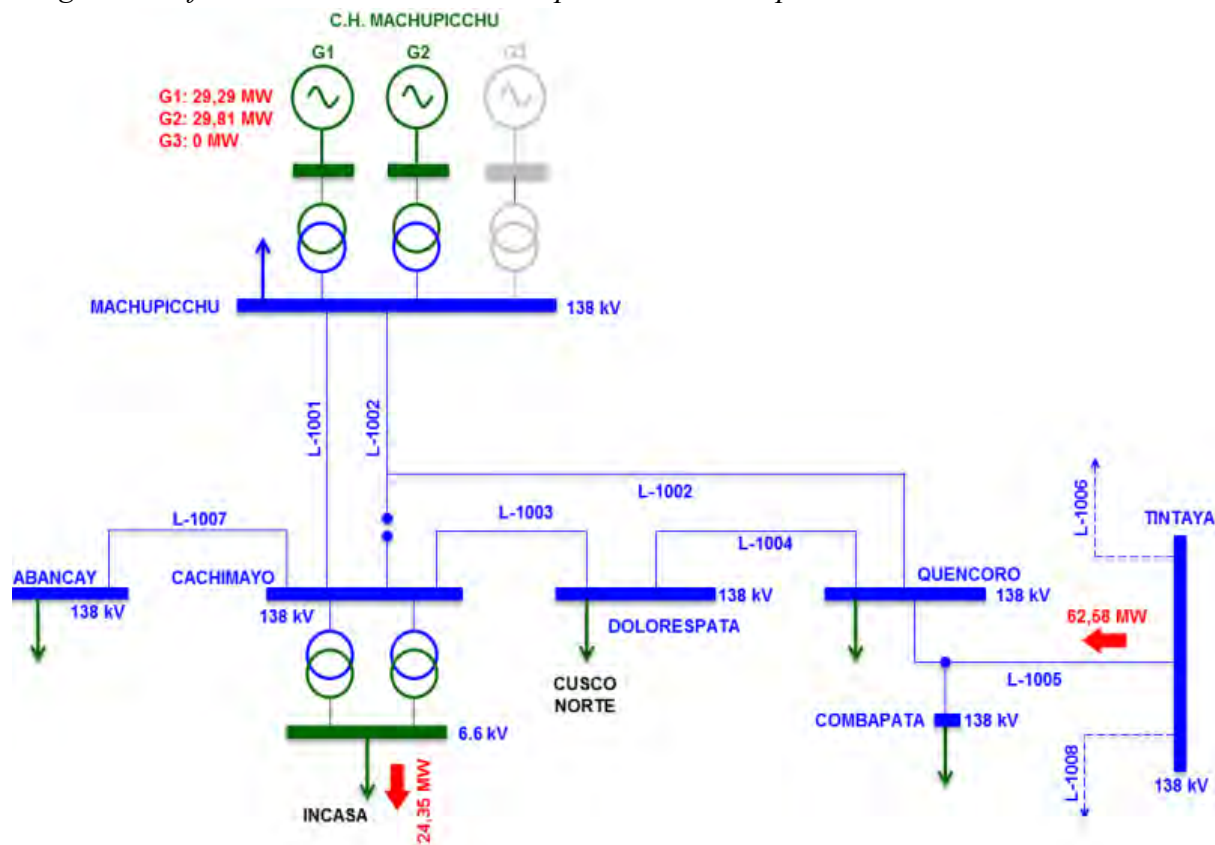 C.H. MACHUPICCHU
G1
G2
G3
G1: 29,29 MW
G2: 29,81 MW
G3: 0 MW
MACHUPICCHU
138 kV
L-1001
L-1002
L-1002
L-1006
TINTAYA
L-1007
L-1003
L-1004
ABANCAY
138 kV
CACHIMAYO
138 kV
138 kV
DOLORESPATA
QUENCORO
138 kV
62,58 MW
L-1005
CUSCO
NORTE
COMBAPATA
138 kV
6.6 kV
L-1008
138 kV
INCASA
24,35 MW